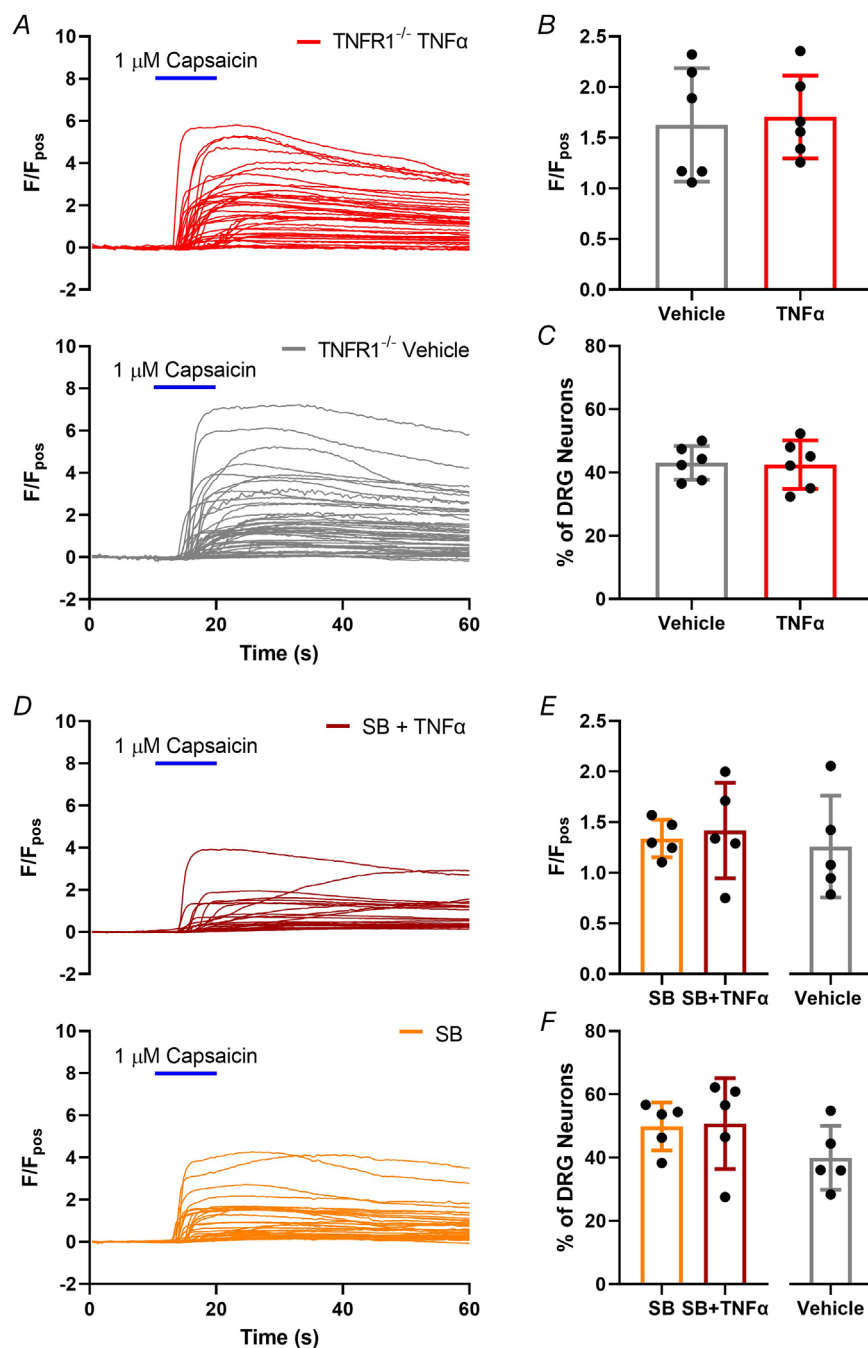 A
10
8
6
4
2
0
-2
F/Fpos
1 μM Capsaicin
TNFR1-/- TNFα
B
2.5
2.0
1.5
1.0
0.5
0.0
F/Fpos
Vehicle
TNFα
10
8
6
4
2
0
-2
F/Fpos
1 μM Capsaicin
TNFR1-/- Vehicle
0
20
40
60
Time (s)
C
80
60
40
20
0
% of DRG Neurons
Vehicle
TNFα
D
10
8
6
4
2
0
-2
F/Fpos
1 μM Capsaicin
SB + TNFα
E
2.5
2.0
1.5
1.0
0.5
0.0
F/Fpos
SB
SB+TNFα
Vehicle
10
8
6
4
2
0
-2
F/Fpos
1 μM Capsaicin
SB
0
20
40
60
Time (s)
F
80
60
40
20
0
% of DRG Neurons
SB
SB+TNFα
Vehicle